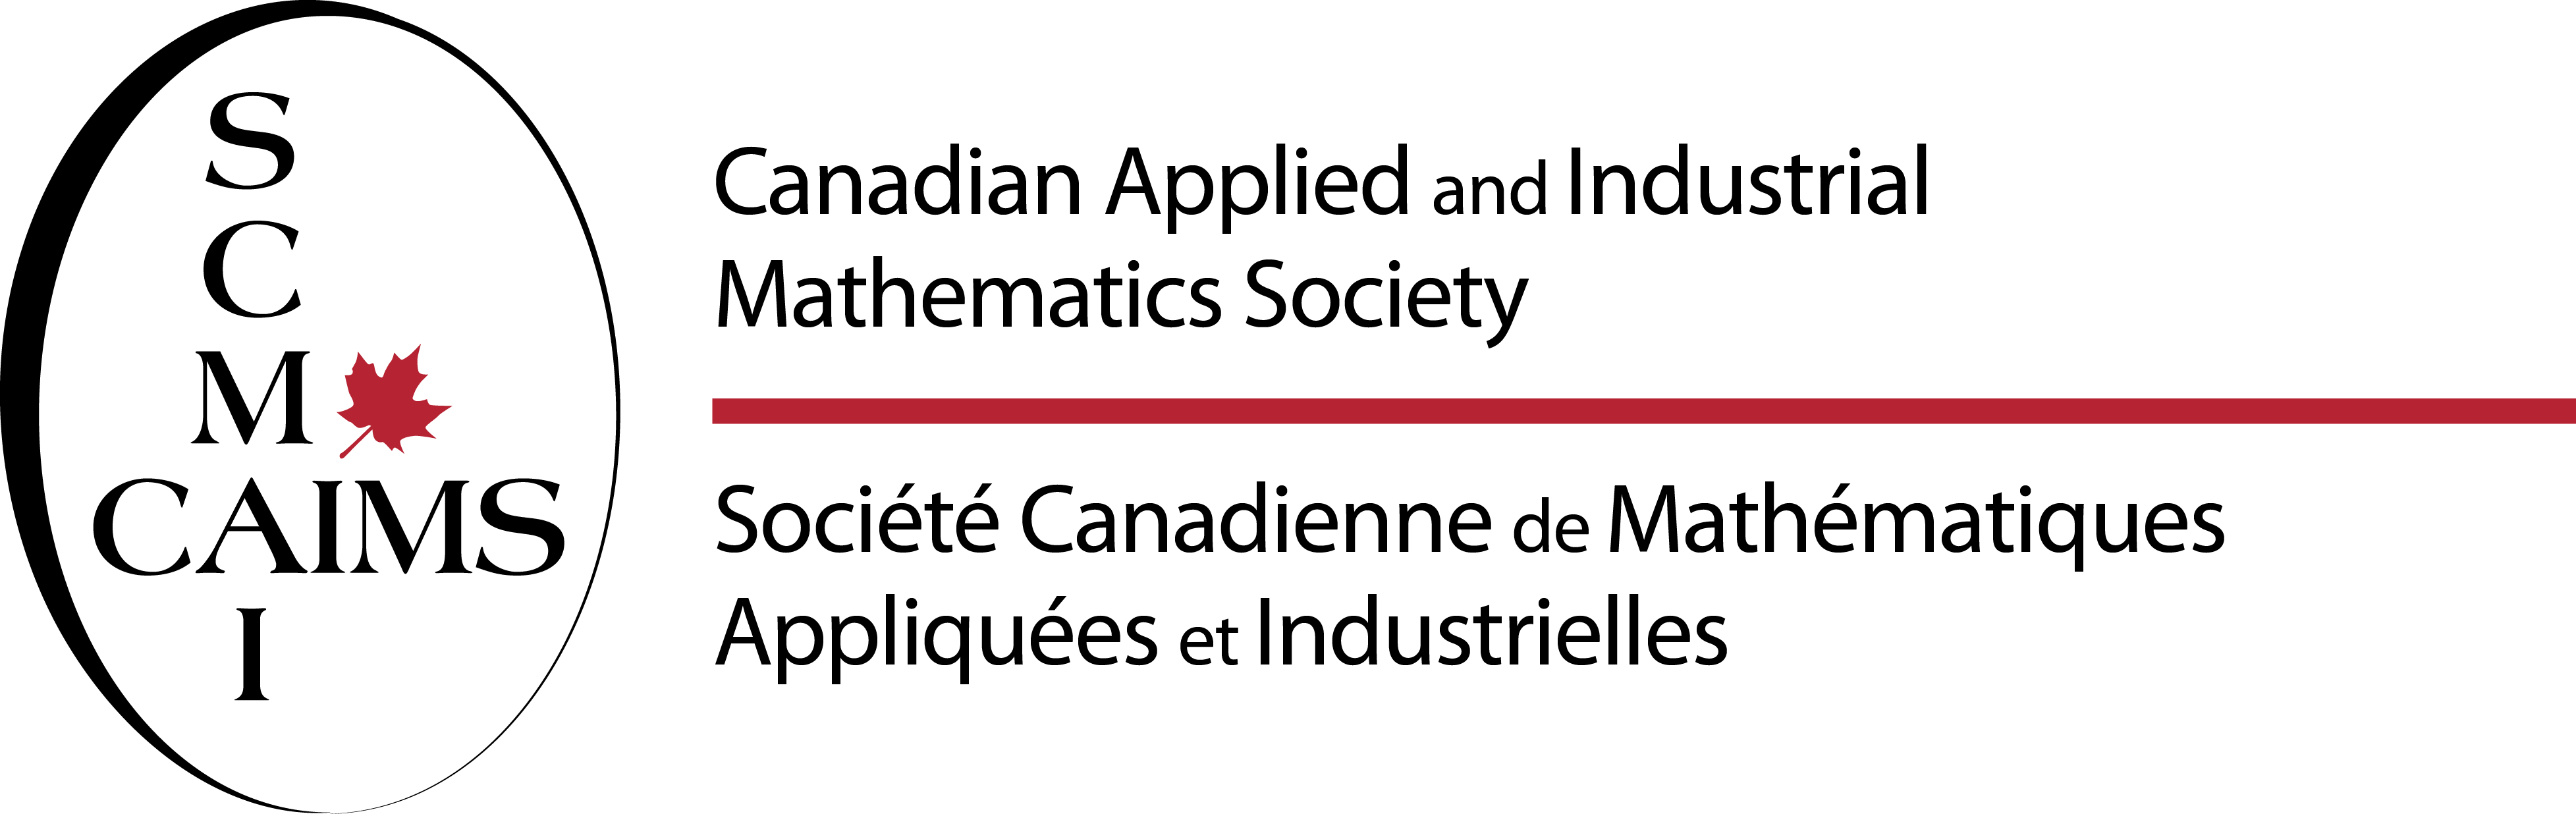 S
C
M
CAIMS
I
Canadian Applied and Industrial
Mathematics Society
Société Canadienne de Mathématiques
Appliquées et Industrielles